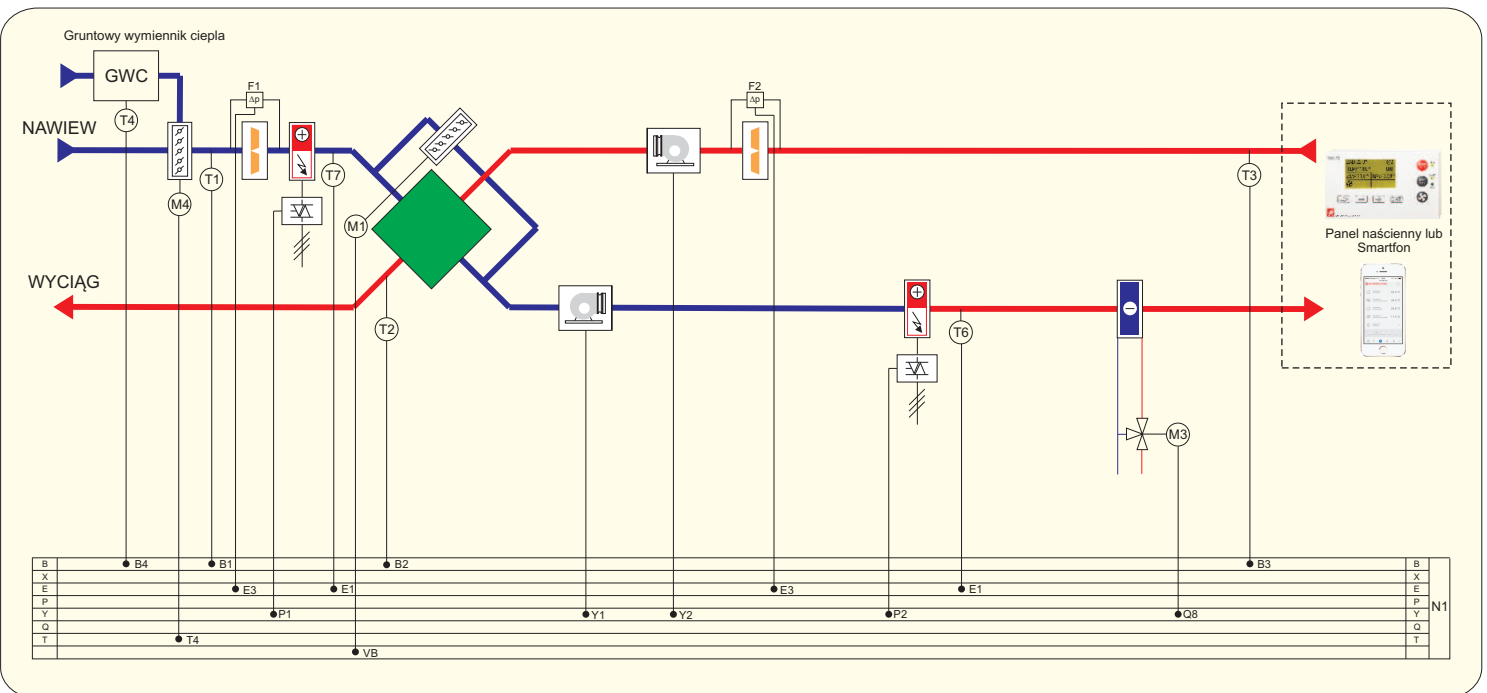 Gruntowy wymiennik ciepla
GWC
T4
F1
Δp
F2
Δp
NAWIEW
T1
T7
T3
M4
M1
Panel naścienny lub
Smartfon
WYCIĄG
T2
T6
M3
B
B4
B1
B2
B3
B
X
X
E
E3
E1
E3
E1
E
P
P
N1
Y
P1
Y1
Y2
P2
Q8
Y
Q
Q
T
T4
T
VB